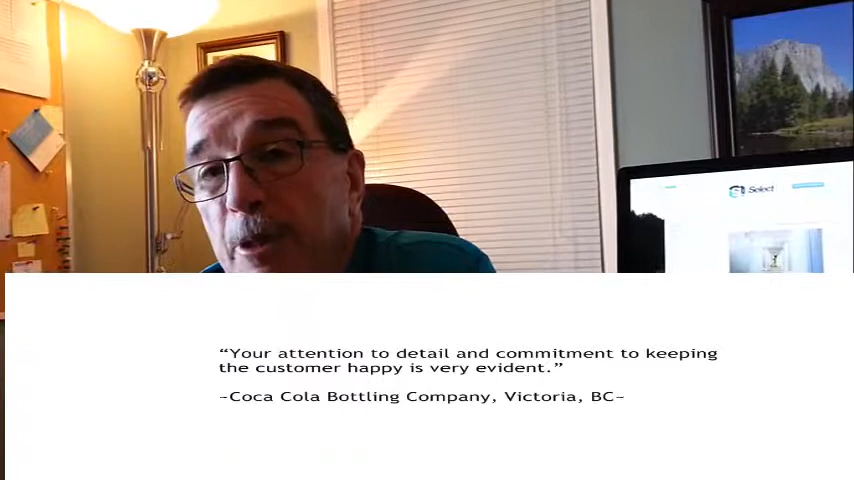 Select
“Your attention to detail and commitment to keeping
the customer happy is very evident.”
~Coca Cola Bottling Company, Victoria, BC~